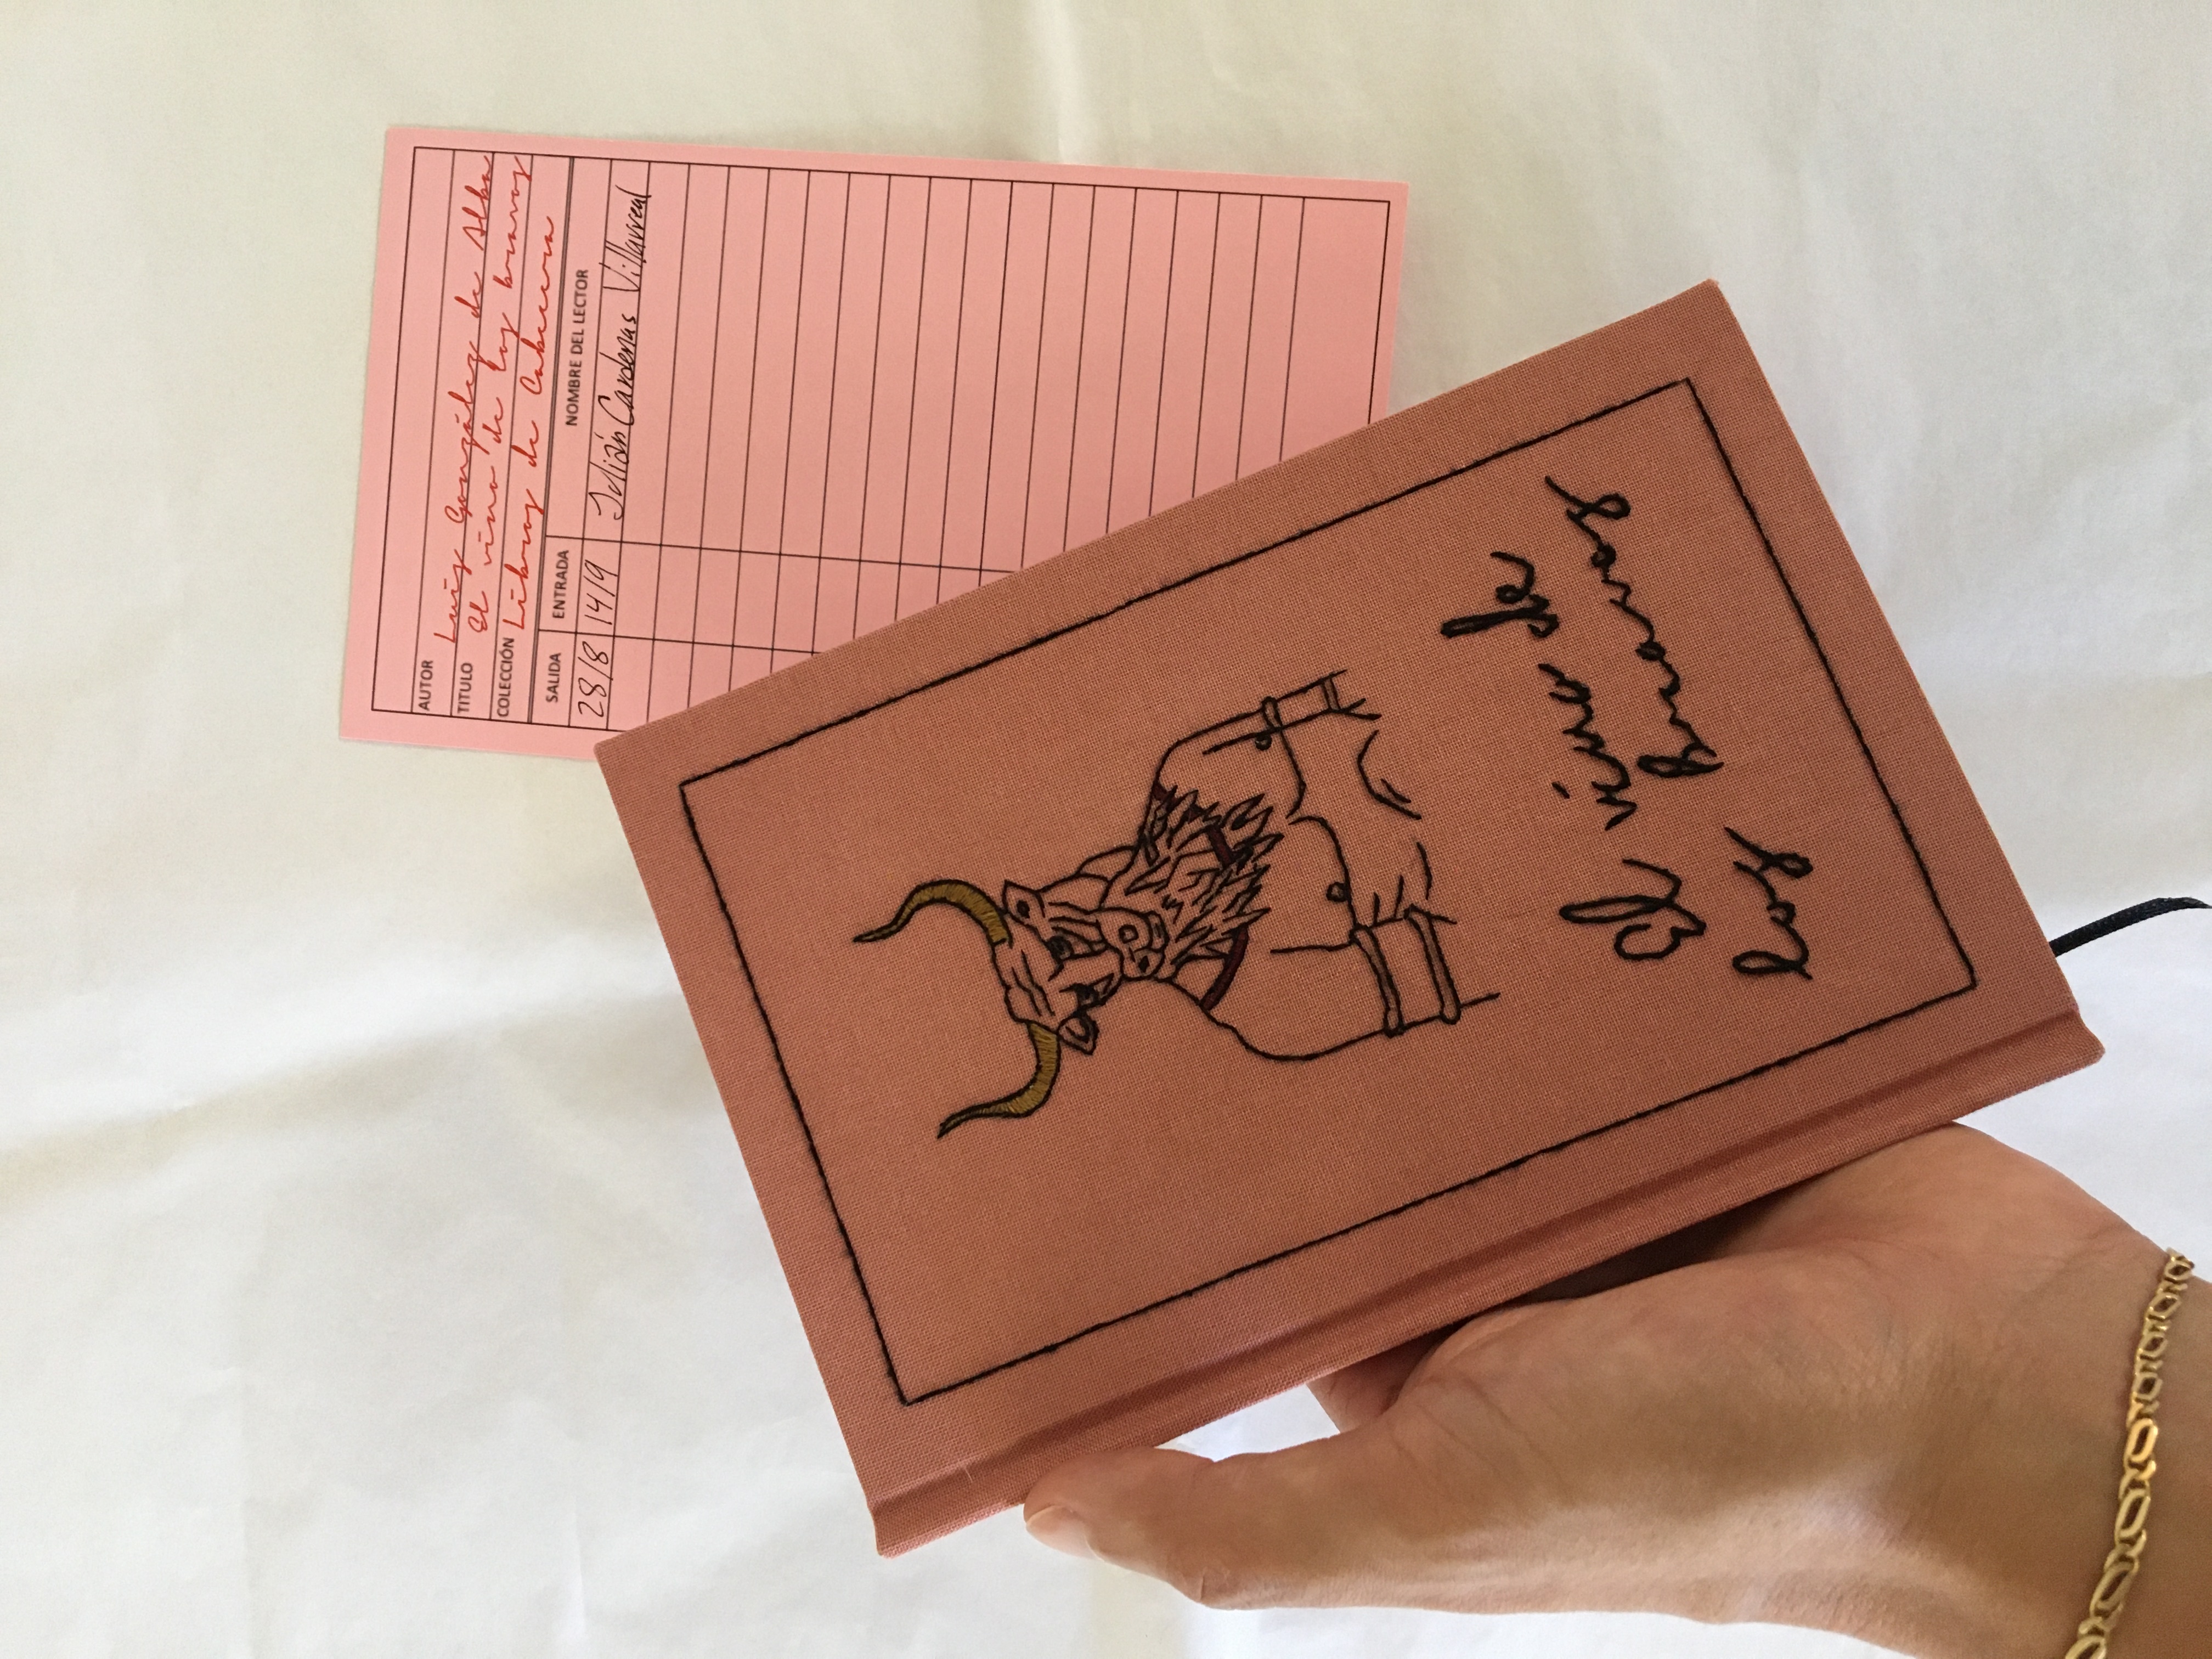 AUTOR Luis González de Alba
TITULO El vino de los bravos
COLECCIÓN Libros de Cabecera
SALIDA ENTRADA NOMBRE DEL LECTOR
28/8 14/9 Julián Cardenas Villarreal
El vino de
los bravos